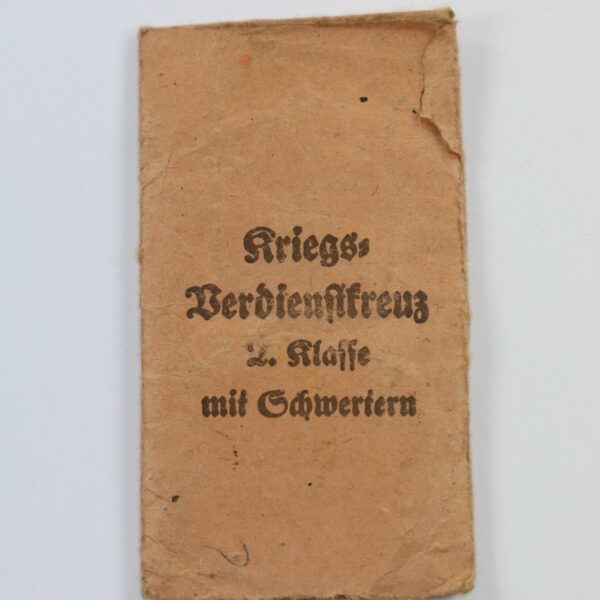 Kriegs-
Verdienstkreuz
2. Klasse
mit Schwertern